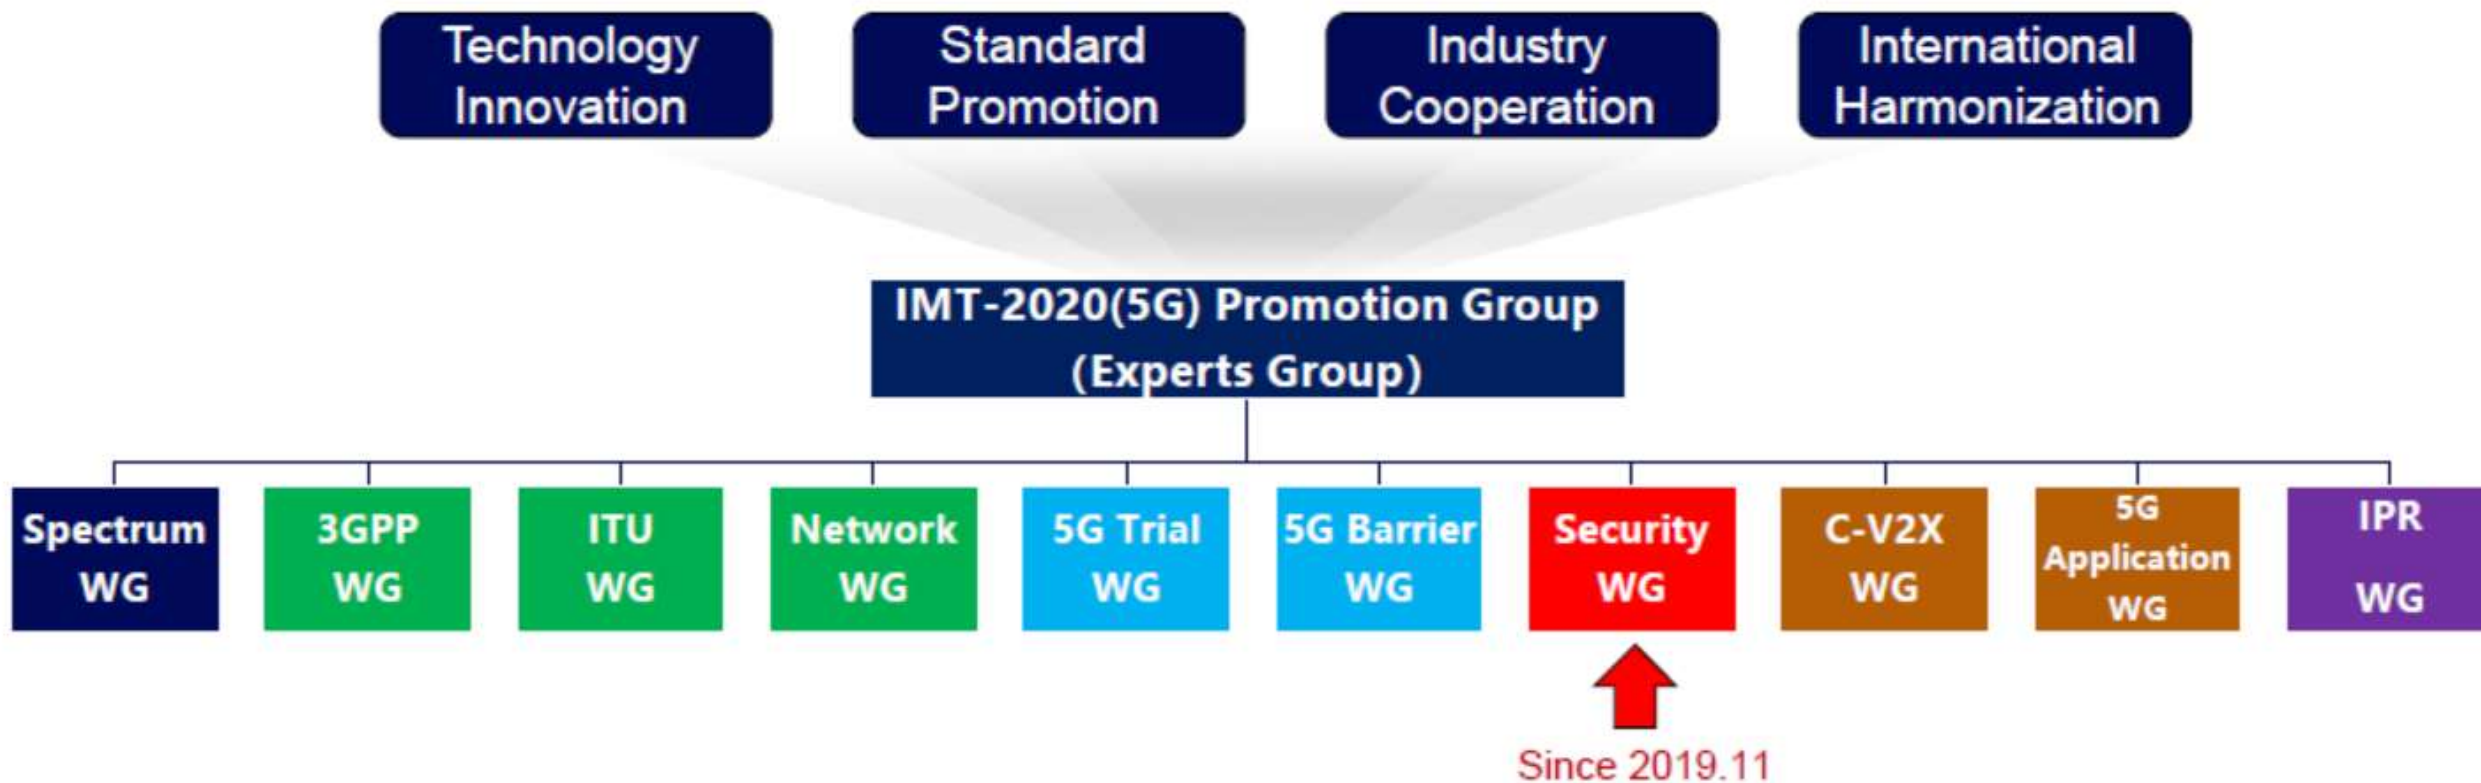 Technology
Innovation
Standard
Promotion
Industry
Cooperation
International
Harmonization
IMT-2020(5G) Promotion Group
(Experts Group)
Spectrum
WG
3GPP
WG
ITU
WG
Network
WG
5G Trial
WG
5G Barrier
WG
Security
WG
C-V2X
WG
5G
Application
WG
IPR
WG
Since 2019.11